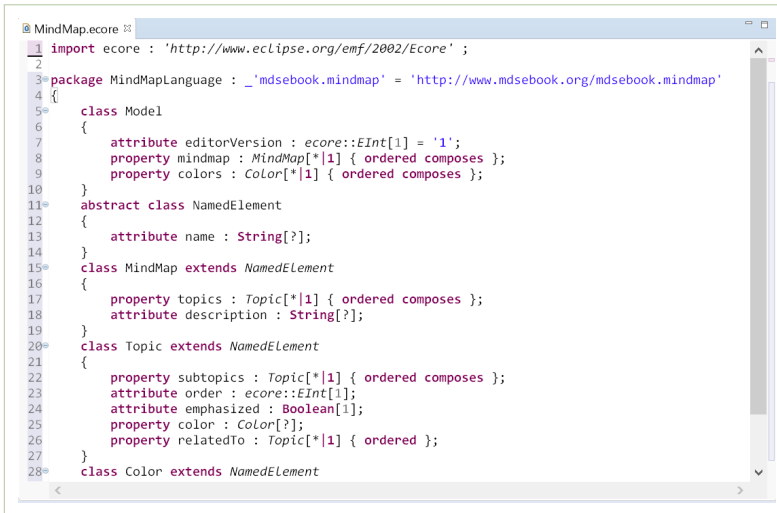 MindMap.ecore
1 import ecore : 'http://www.eclipse.org/emf/2002/Ecore' ;
2
3 package MindMapLanguage : _'mdsebook.mindmap' = 'http://www.mdsebook.org/mdsebook.mindmap'
4 {
5     class Model
6     {
7         attribute editorVersion : ecore::EInt[1] = '1';
8         property mindmap : MindMap[*|1] { ordered composes };
9         property colors : Color[*|1] { ordered composes };
10     }
11     abstract class NamedElement
12     {
13         attribute name : String[?];
14     }
15     class MindMap extends NamedElement
16     {
17         property topics : Topic[*|1] { ordered composes };
18         attribute description : String[?];
19     }
20     class Topic extends NamedElement
21     {
22         property subtopics : Topic[*|1] { ordered composes };
23         attribute order : ecore::EInt[1];
24         attribute emphasized : Boolean[1];
25         property color : Color[?];
26         property relatedTo : Topic[*|1] { ordered };
27     }
28     class Color extends NamedElement